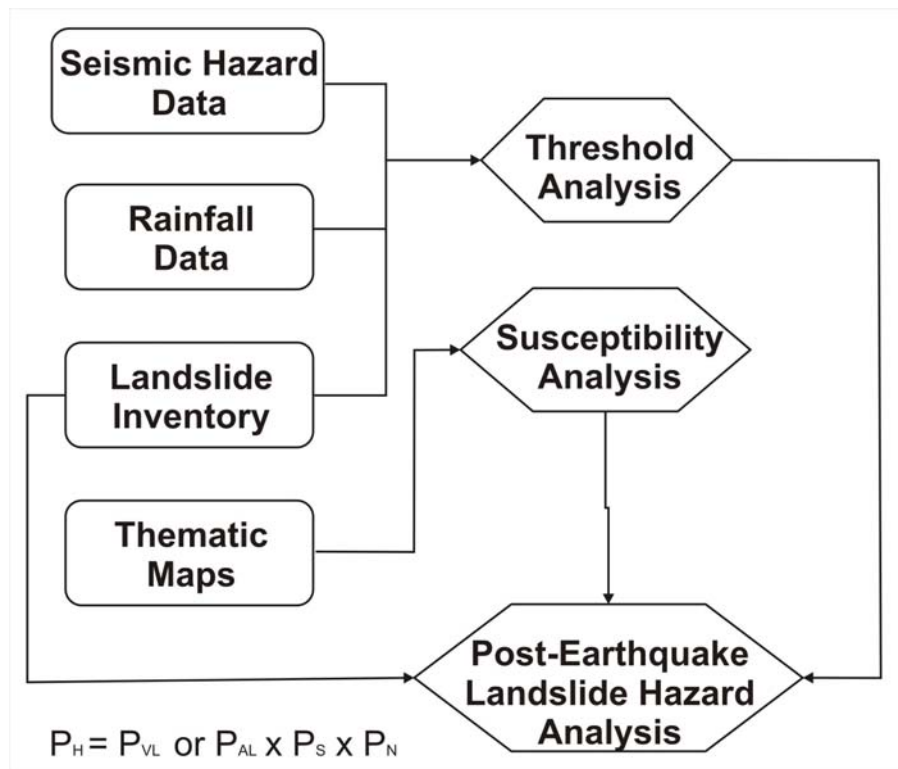 Seismic Hazard
Data
Rainfall
Data
Landslide
Inventory
Thematic
Maps
Threshold
Analysis
Susceptibility
Analysis
Post-Earthquake
Landslide Hazard
Analysis
PH = PVL or PAL x PS x PN